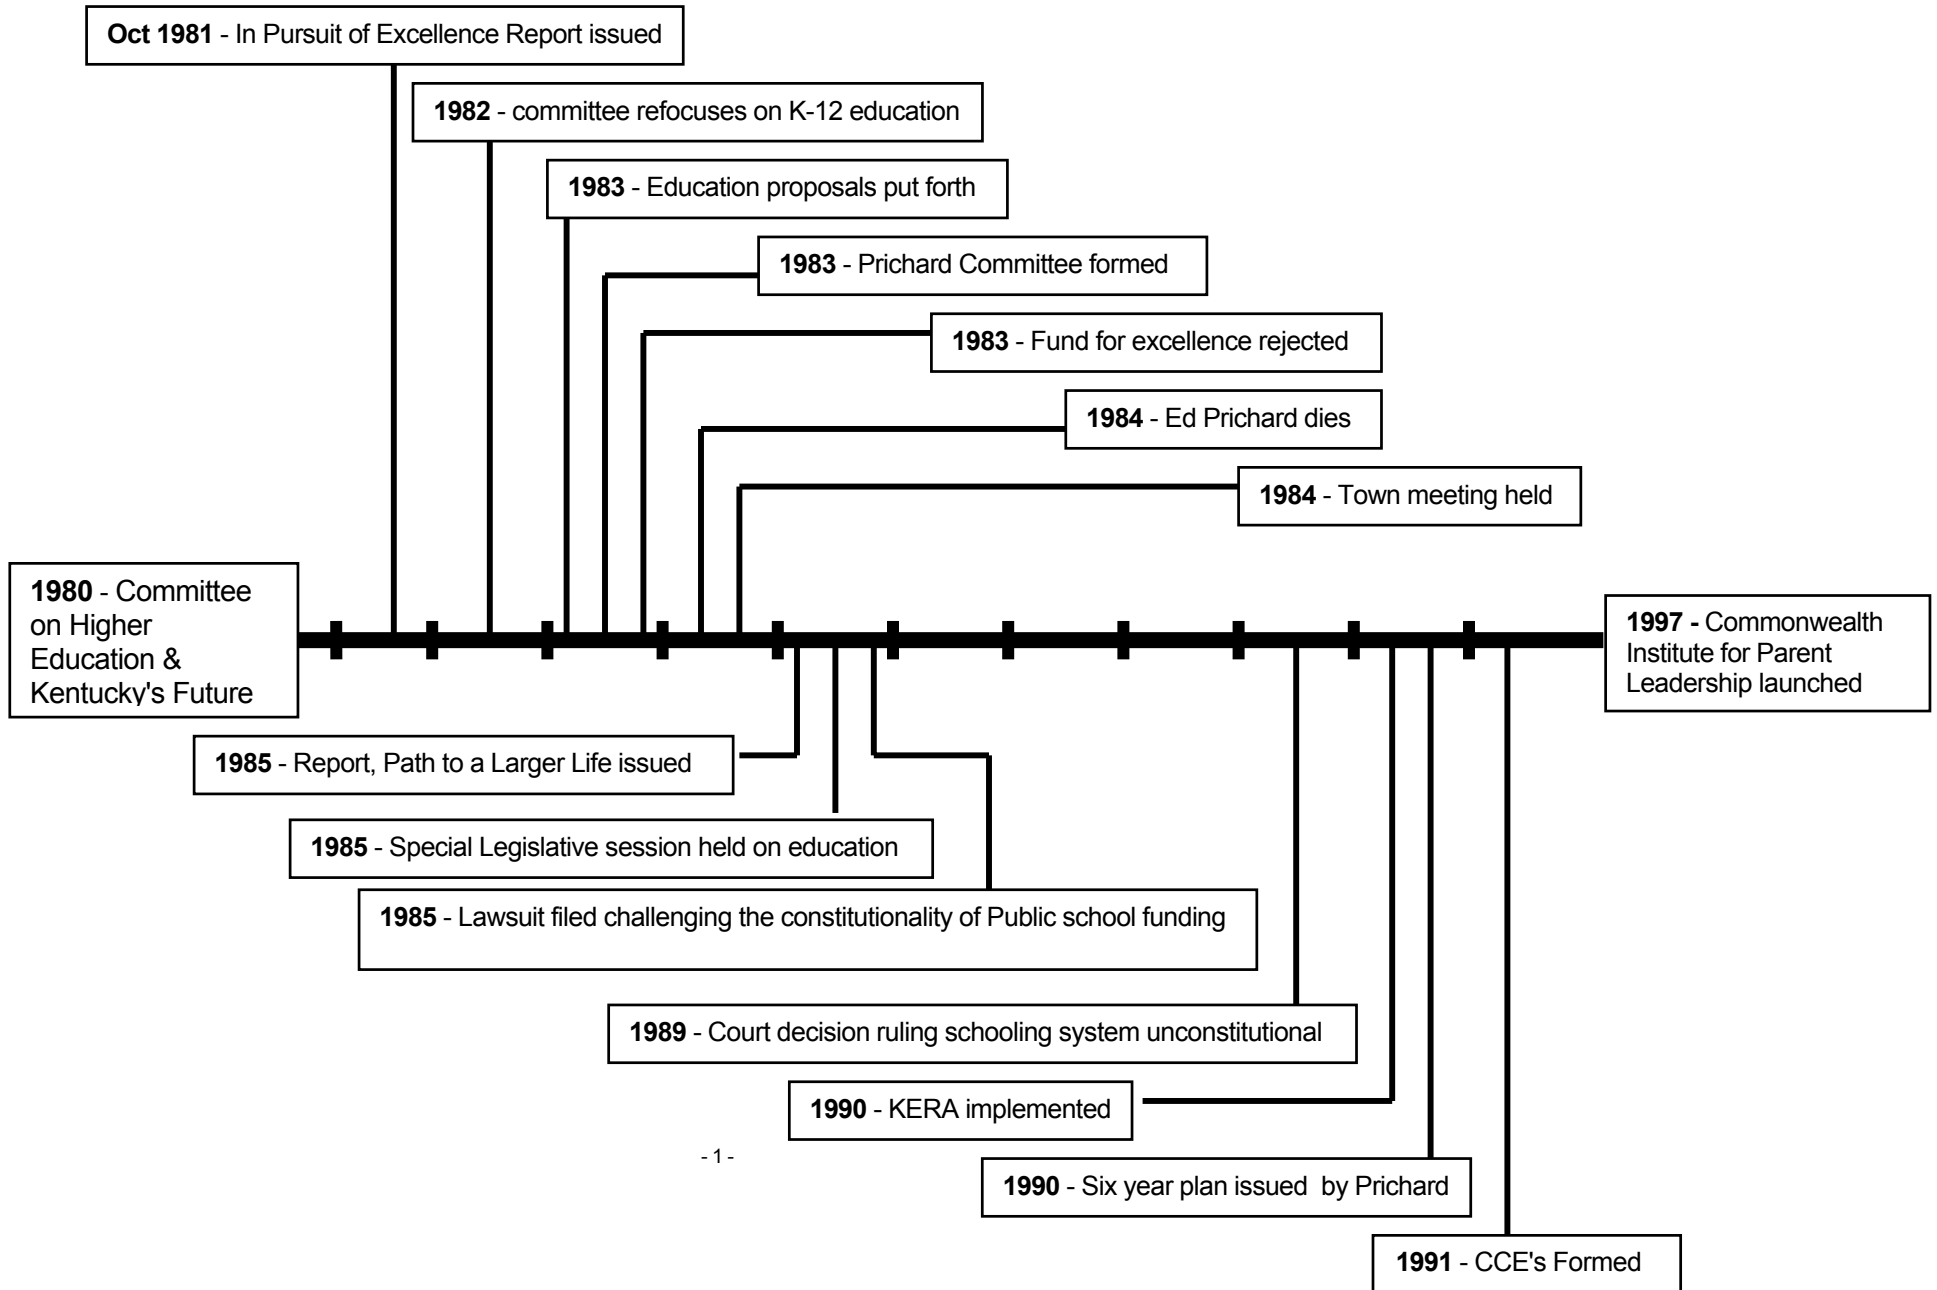 Oct 1981 - In Pursuit of Excellence Report issued
1982 - committee refocuses on K-12 education
1983 - Education proposals put forth
1983 - Prichard Committee formed
1983 - Fund for excellence rejected
1984 - Ed Prichard dies
1984 - Town meeting held
1980 - Committee
on Higher
Education &
Kentucky's Future
1997 - Commonwealth
Institute for Parent
Leadership launched
1985 - Report, Path to a Larger Life issued
1985 - Special Legislative session held on education
1985 - Lawsuit filed challenging the constitutionality of Public school funding
1989 - Court decision ruling schooling system unconstitutional
1990 - KERA implemented
- 1 -
1990 - Six year plan issued  by Prichard
1991 - CCE's Formed